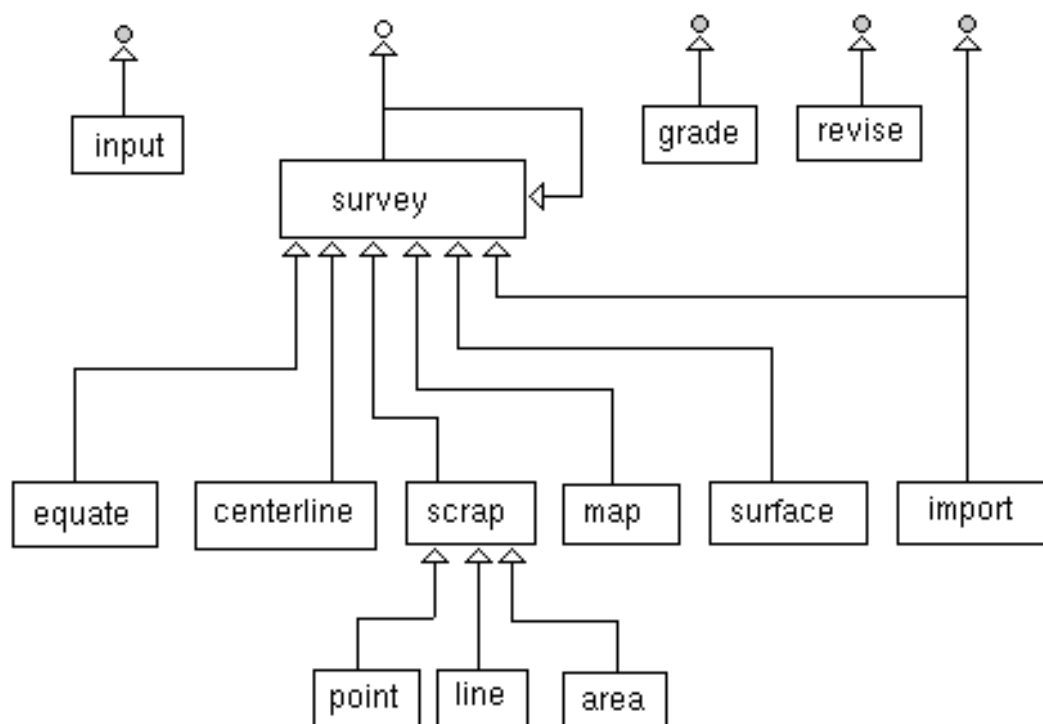 input
survey
grade
revise
equate
centerline
scrap
map
surface
import
point
line
area